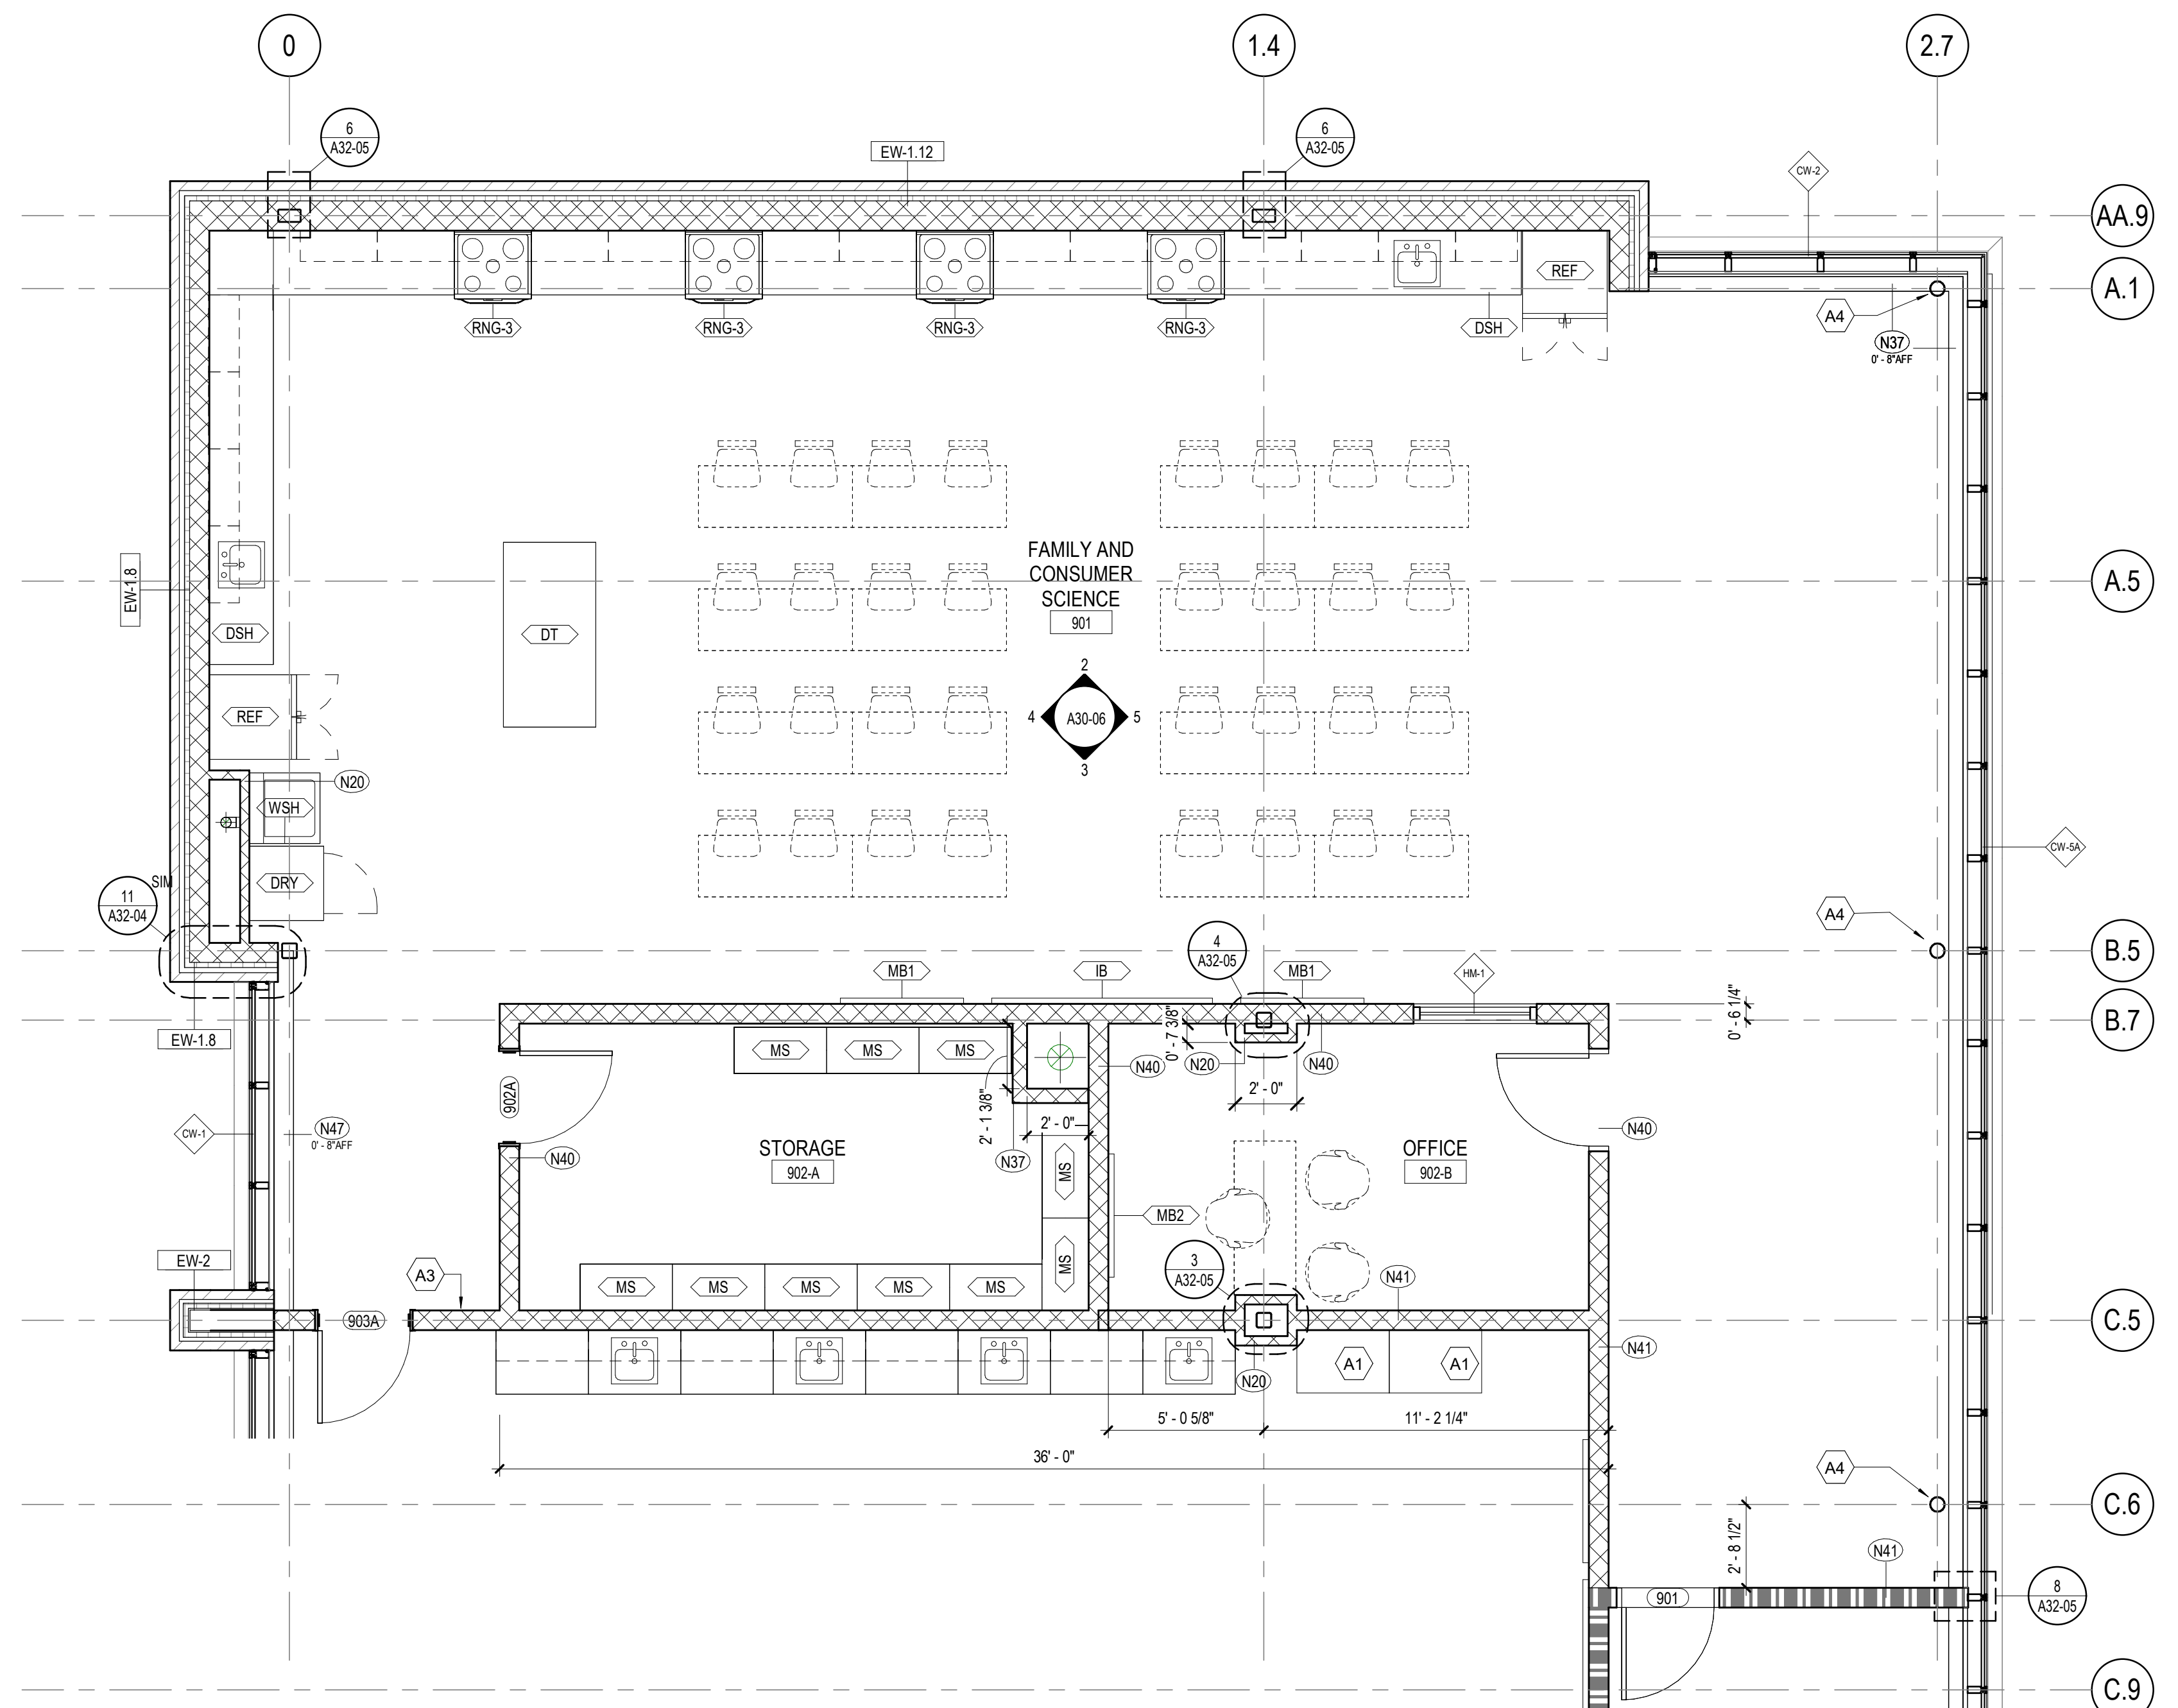 0
1.4
2.7
6
A32-05
6
A32-05
EW-1.12
CW-2
AA.9
REF
A.1
A4
RNG-3
RNG-3
RNG-3
RNG-3
DSH
N37
0' - 8"AFF
FAMILY AND
CONSUMER
SCIENCE
901
A.5
EW-1.8
DSH
DT
2
4
A30-06
5
3
REF
N20
WSH
CW-5A
SIM
DRY
11
A32-04
A4
4
A32-05
B.5
MB1
IB
MB1
HM-1
B.7
0' - 6 1/4"
EW-1.8
MS
MS
MS
0' - 7 3/8"
N40
N20
N40
902A
2' - 1 3/8"
2' - 0"
2' - 0"
CW-1
N47
0' - 8"AFF
N40
STORAGE
902-A
N37
MS
OFFICE
902-B
N40
MB2
EW-2
A3
MS
MS
MS
MS
MS
MS
3
A32-05
N41
903A
C.5
N41
A1
A1
N20
5' - 0 5/8"
11' - 2 1/4"
36' - 0"
A4
C.6
2' - 8 1/2"
N41
901
8
A32-05
C.9